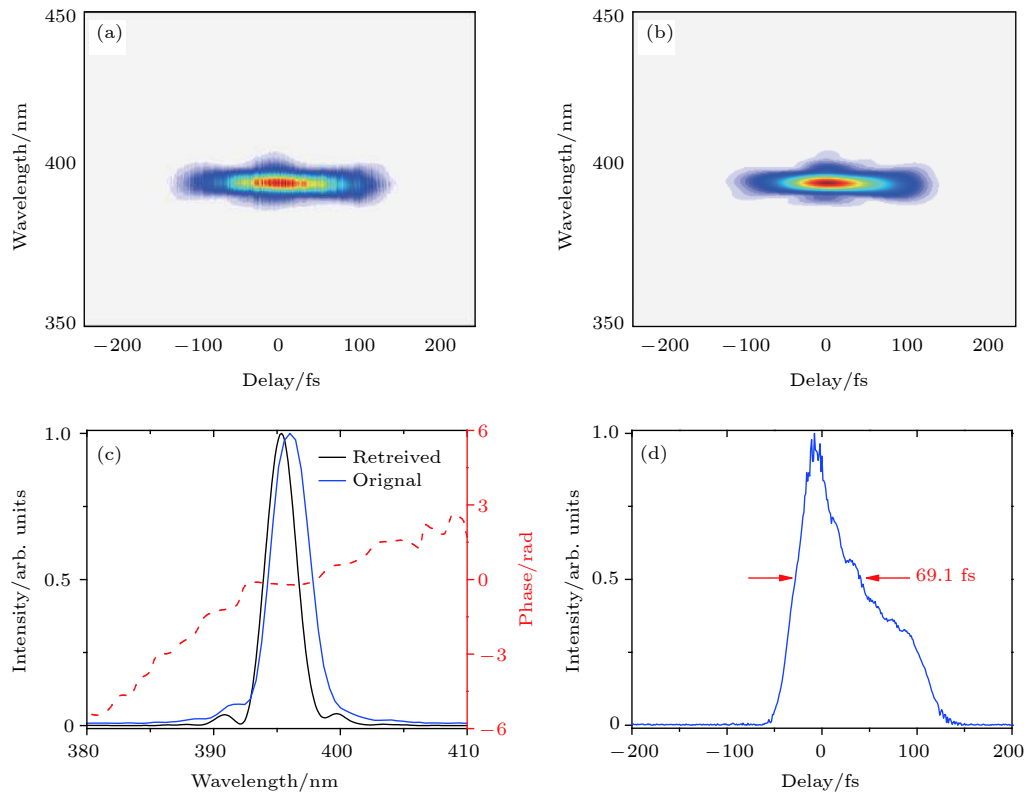 (a)
450
400
350
Wavelength/nm
−200 −100 0 100 200
Delay/fs
(b)
450
400
350
Wavelength/nm
−200 −100 0 100 200
Delay/fs
(c)
Retreived
Orignal
1.0
0.5
0
Intensity/arb. units
6
3
0
−3
−6
Phase/rad
380 390 400 410
Wavelength/nm
(d)
1.0
0.5
0
Intensity/arb. units
69.1 fs
−200 −100 0 100 200
Delay/fs